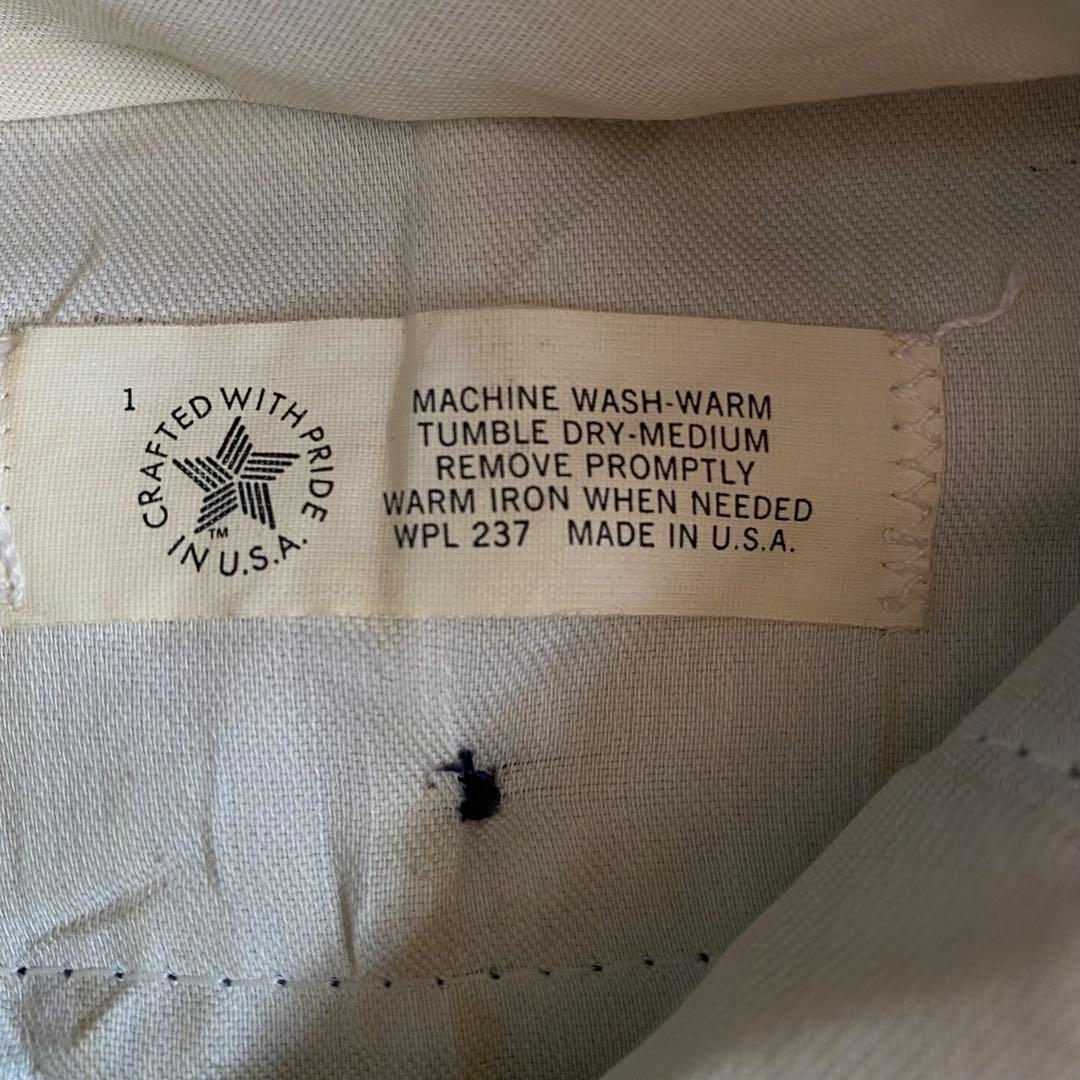 1
CRAFTED WITH PRIDE
IN U.S.A.
TM
MACHINE WASH-WARM
TUMBLE DRY-MEDIUM
REMOVE PROMPTLY
WARM IRON WHEN NEEDED
WPL 237 MADE IN U.S.A.